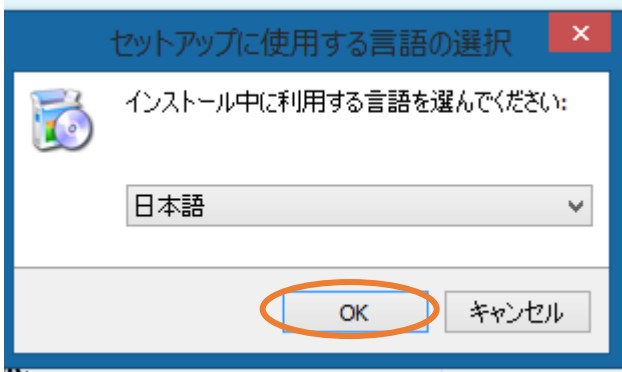 セットアップに使用する言語の選択
インストール中に利用する言語を選んでください:
日本語
OK
キャンセル